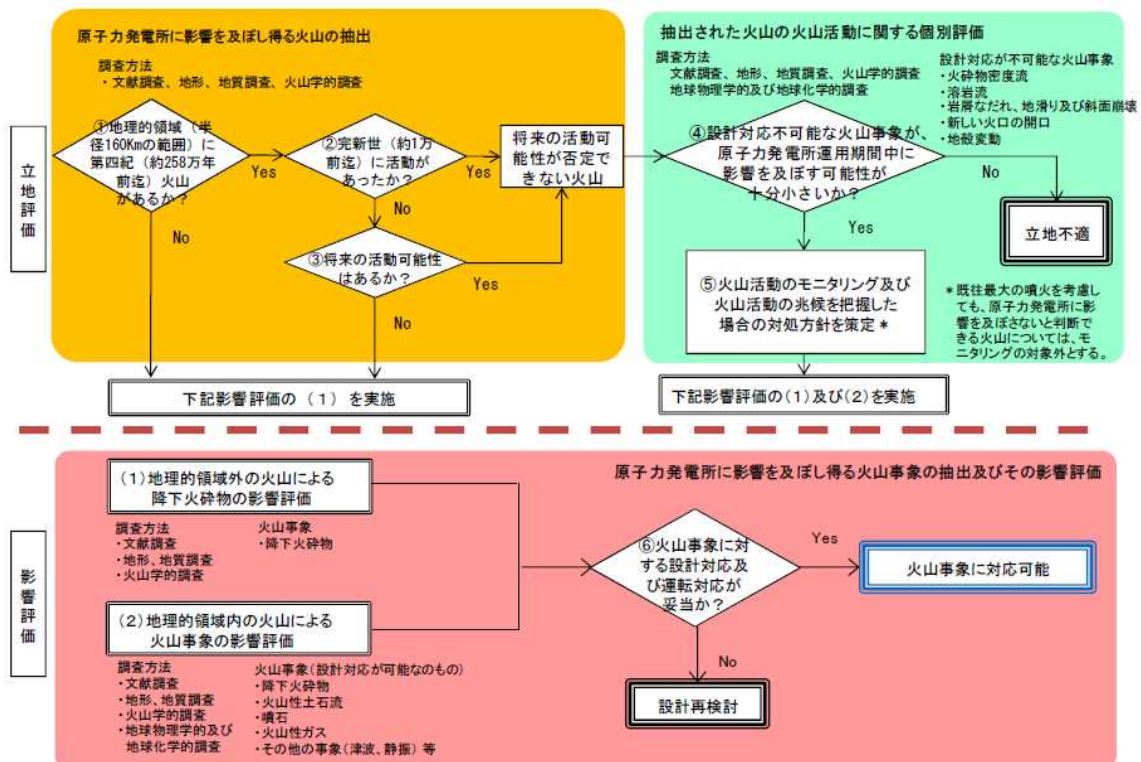 原子力発電所に影響を及ぼし得る火山の抽出
調査方法
・文献調査、地形、地質調査、火山学的調査
①地理的領域（半
径160Kmの範囲）に
第四紀（約258万年
前迄）火山
があるか？
Yes
No
②完新世（約1万
前迄）に活動が
あったか？
Yes
No
③将来の活動可能性
はあるか？
Yes
No
将来の活動可
能性が否定で
きない火山
立地評価
下記影響評価の（１）を実施
抽出された火山の火山活動に関する個別評価
調査方法
文献調査、地形、地質調査、火山学的調査
地球物理学的及び地球化学的調査
設計対応が不可能な火山事象
・火砕物密度流
・溶岩流
・岩屑なだれ、地滑り及び斜面崩壊
・新しい火口の開口
・地殻変動
④設計対応不可能な火山事象が、
原子力発電所運用期間中に
影響を及ぼす可能性が
十分小さいか？
No
Yes
立地不適
⑤火山活動のモニタリング及び
火山活動の兆候を把握した
場合の対処方針を策定＊
＊既往最大の噴火を考慮し
ても、原子力発電所に影
響を及ぼさないと判断で
きる火山については、モ
ニタリングの対象外とする。
下記影響評価の(１)及び(２)を実施
影響評価
原子力発電所に影響を及ぼし得る火山事象の抽出及びその影響評価
（１）地理的領域外の火山による
降下火砕物の影響評価
調査方法
・文献調査
・地形、地質調査
・火山学的調査
火山事象
・降下火砕物
（２）地理的領域内の火山による
火山事象の影響評価
調査方法
・文献調査
・地形、地質調査
・火山学的調査
・地球物理学的及び
地球化学的調査
火山事象（設計対応が可能なのもの）
・降下火砕物
・火山性土石流
・噴石
・火山性ガス
・その他の事象（津波、静振）等
⑥火山事象に対
する設計対応及
び運転対応が
妥当か？
Yes
No
火山事象に対応可能
設計再検討